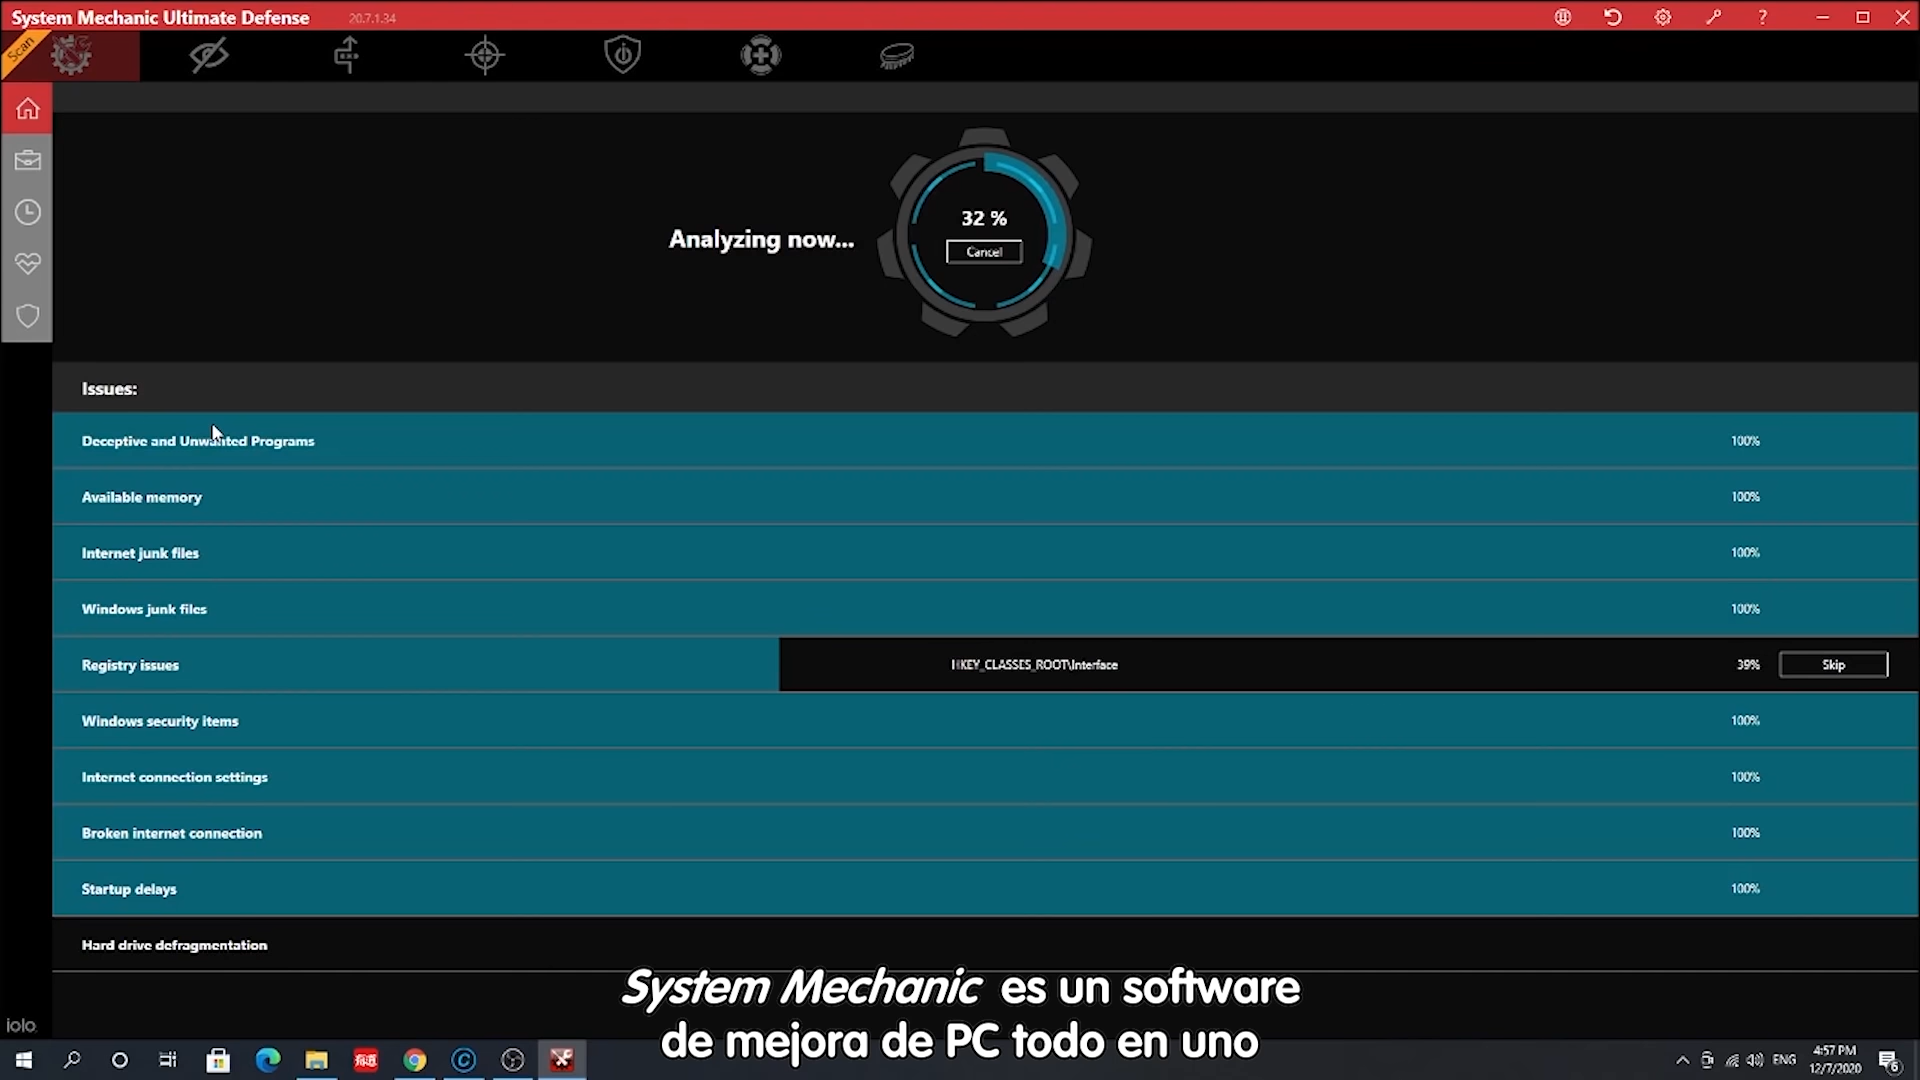 System Mechanic Ultimate Defense 20.7.1.34
Scan
Analyzing now...
32 %
Cancel
Issues:
Deceptive and Unwanted Programs 100%
Available memory 100%
Internet junk files 100%
Windows junk files 100%
Registry issues HKEY_CLASSES_ROOT\Interface 39% Skip
Windows security items 100%
Internet connection settings 100%
Broken internet connection 100%
Startup delays 100%
Hard drive defragmentation
System Mechanic es un software
de mejora de PC todo en uno
iolo
有道
ENG
4:57 PM
12/7/2020
6